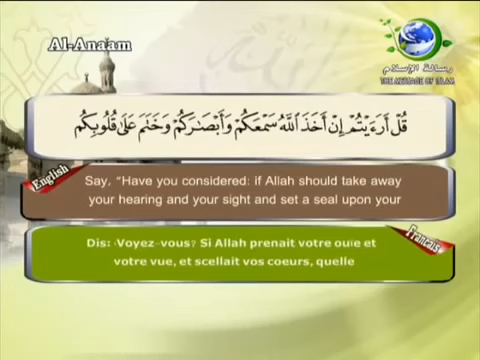 Al-Anaam
رسالة الإسلام
THE MESSAGE OF ISLAM
قُلْ أَرَءَيْتُمْ إِنْ أَخَذَ ٱللَّهُ سَمْعَكُمْ وَأَبْصَٰرَكُمْ وَخَتَمَ عَلَىٰ قُلُوبِكُم
English
Say, "Have you considered: if Allah should take away
your hearing and your sight and set a seal upon your
Francais
Dis: ‹Voyez-vous? Si Allah prenait votre ouïe et
votre vue, et scellait vos coeurs, quelle